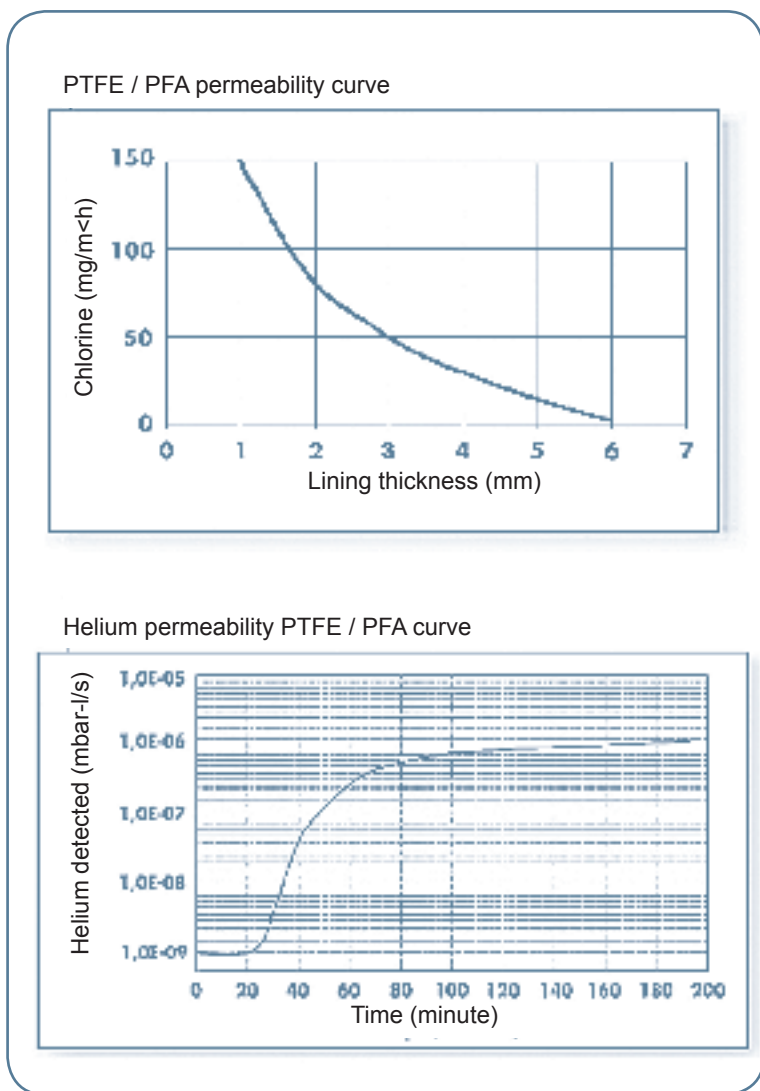 PTFE / PFA permeability curve
Chlorine (mg/m<h)
150
100
50
0
0 1 2 3 4 5 6 7
Lining thickness (mm)
Helium permeability PTFE / PFA curve
Helium detected (mbar-l/s)
1,0E-05
1,0E-06
1,0E-07
1,0E-08
1,0E-09
0 20 40 60 80 100 120 140 160 180 200
Time (minute)